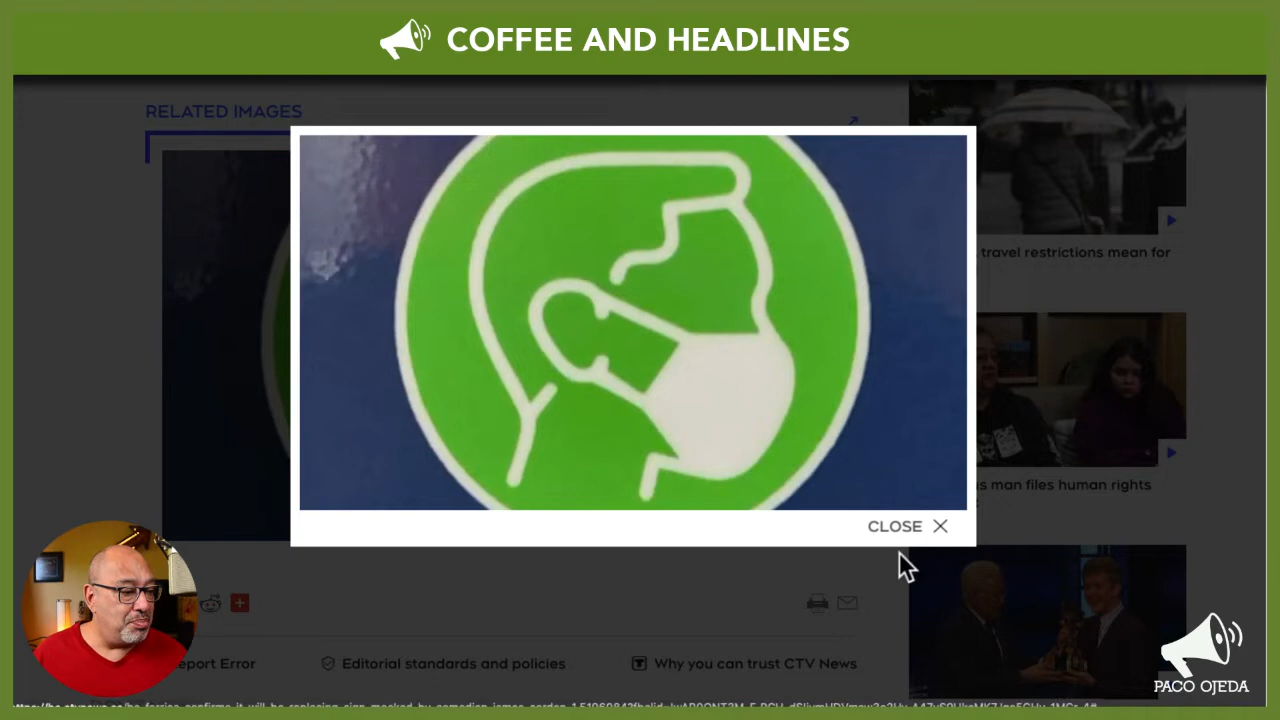 COFFEE AND HEADLINES
RELATED IMAGES
travel restrictions mean for
s man files human rights
CLOSE
eport Error
Editorial standards and policies
Why you can trust CTV News
PACO OJEDA